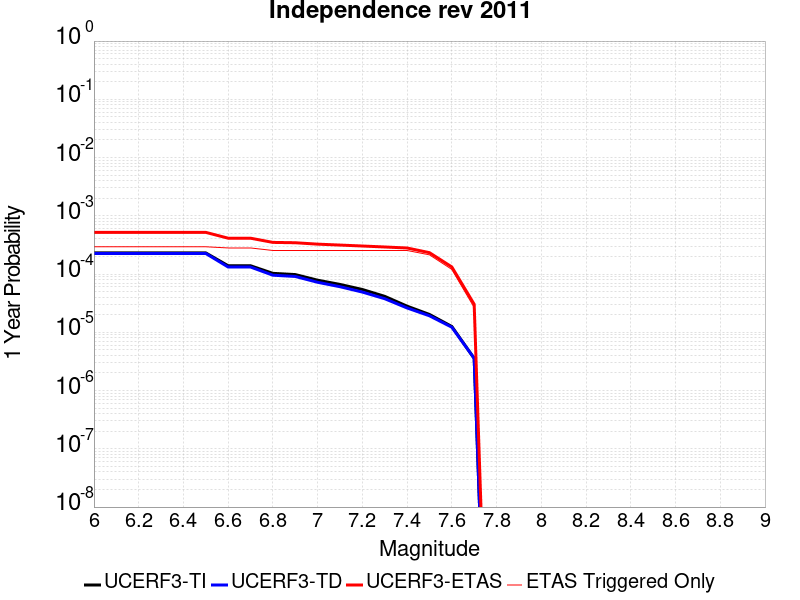 Independence rev 2011
1 Year Probability
10^0
10^-1
10^-2
10^-3
10^-4
10^-5
10^-6
10^-7
10^-8
6 6.2 6.4 6.6 6.8 7 7.2 7.4 7.6 7.8 8 8.2 8.4 8.6 8.8 9
Magnitude
UCERF3-TI UCERF3-TD UCERF3-ETAS ETAS Triggered Only